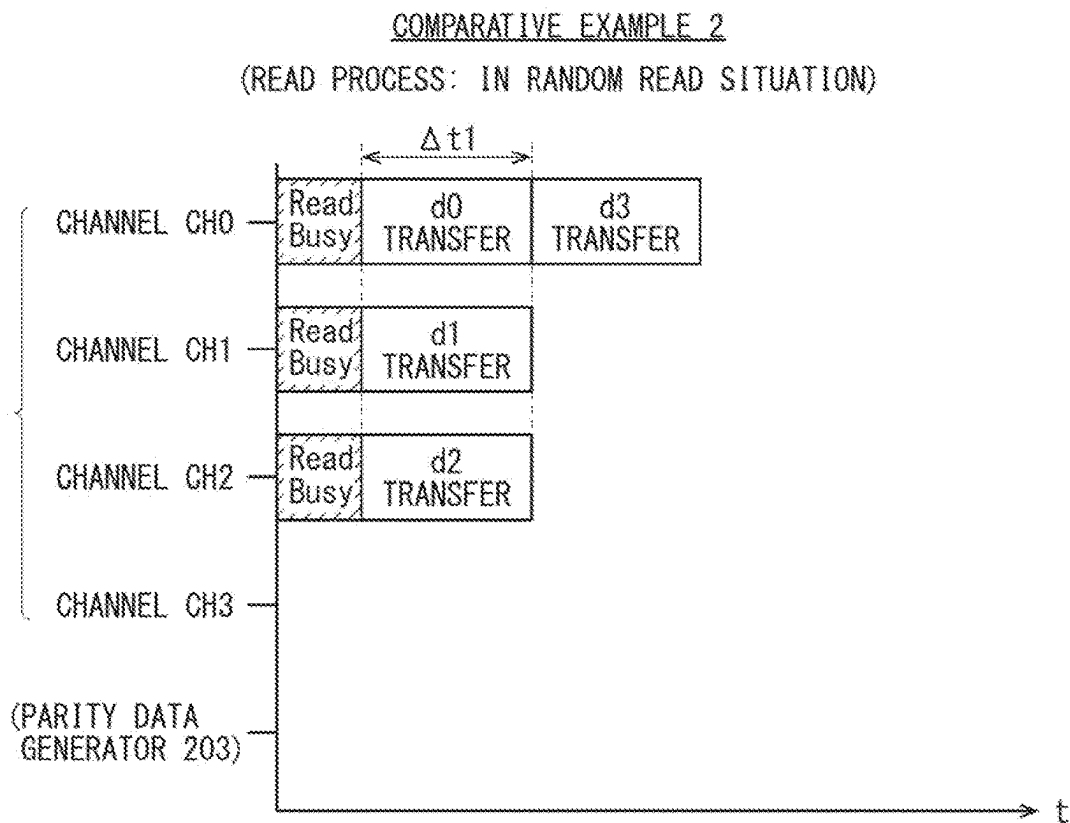 COMPARATIVE EXAMPLE 2
(READ PROCESS: IN RANDOM READ SITUATION)
Δt1
CHANNEL CH0
Read
Busy
d0
TRANSFER
d3
TRANSFER
CHANNEL CH1
Read
Busy
d1
TRANSFER
CHANNEL CH2
Read
Busy
d2
TRANSFER
CHANNEL CH3
(PARITY DATA
GENERATOR 203)
t